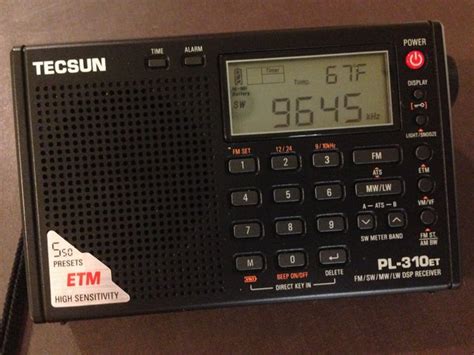 TIME
ALARM
POWER
TECSUN
Timer
Temp.
67F
SW
9645 kHz
DISPLAY
LIGHT/SNOOZE
FM SET
12 / 24
9 / 10kHz
1
2
3
FM
ETM
ATS
4
5
6
MW/LW
VM/VF
A — ATS — B
7
8
9
FM ST.
AM BW
SW METER BAND
M
0
BEEP ON/OFF
DELETE
DIRECT KEY IN
PL-310ET
FM/SW/MW/LW DSP RECEIVER
550
PRESETS
ETM
HIGH SENSITIVITY